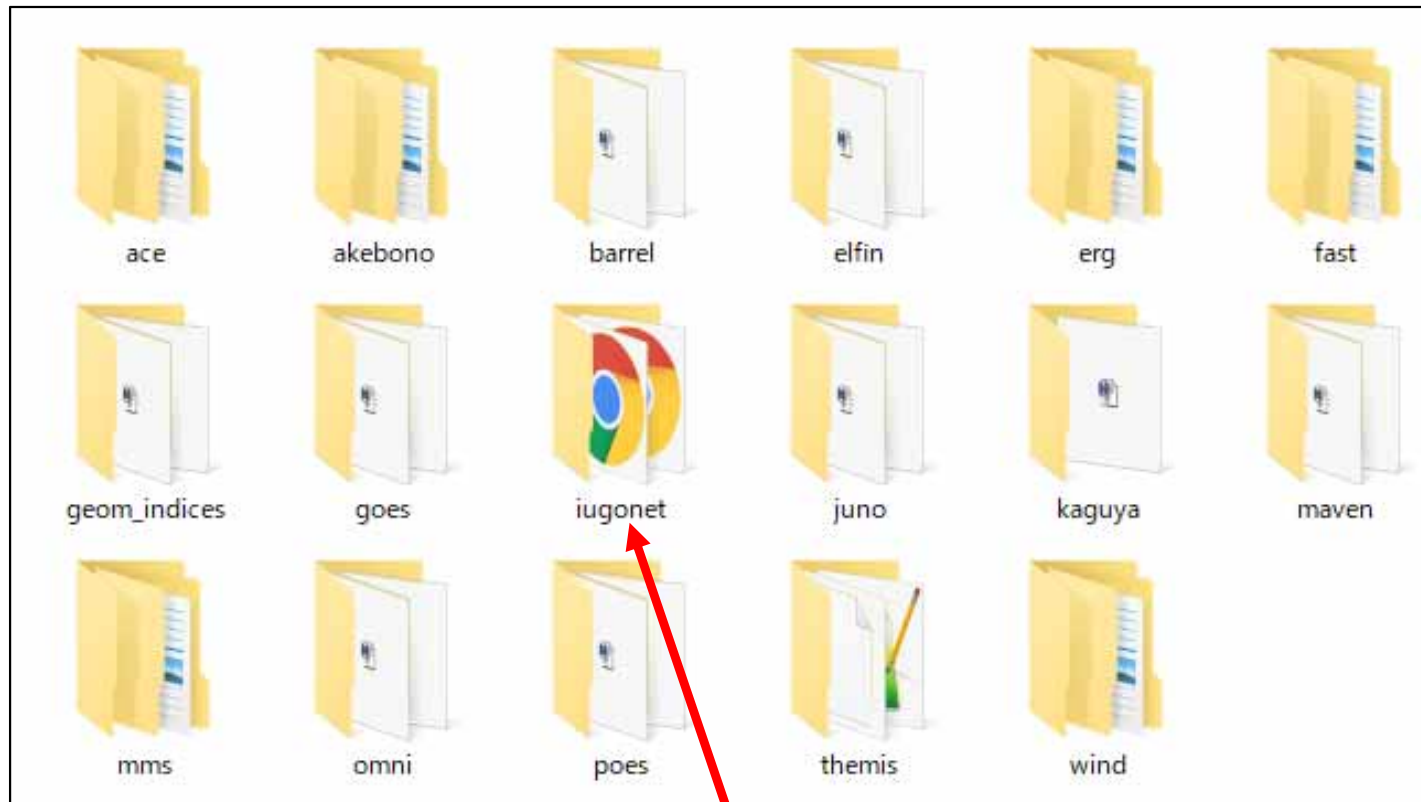 ace akebono barrel elfin erg fast
geom_indices goes iugonet juno kaguya maven
mms omni poes themis wind